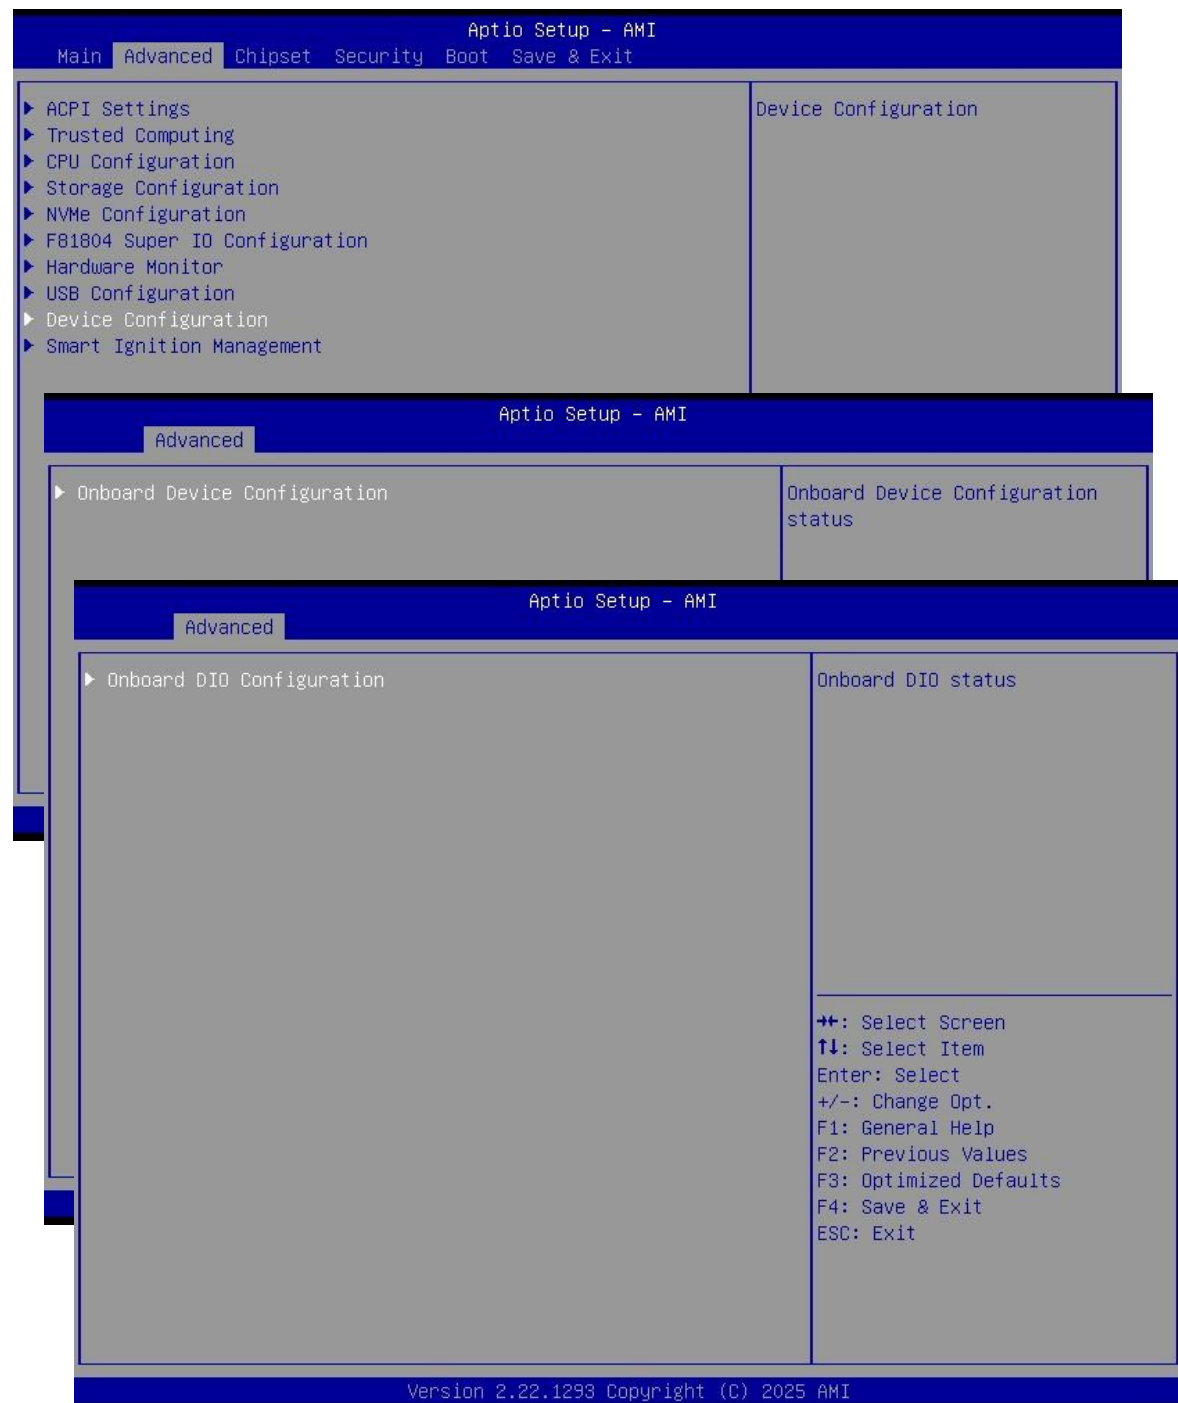 Aptio Setup – AMI
Main Advanced Chipset Security Boot Save & Exit
ACPI Settings
Trusted Computing
CPU Configuration
Storage Configuration
NVMe Configuration
F81804 Super IO Configuration
Hardware Monitor
USB Configuration
Device Configuration
Smart Ignition Management
Device Configuration
Aptio Setup – AMI
Advanced
Onboard Device Configuration
Onboard Device Configuration
status
Aptio Setup – AMI
Advanced
Onboard DIO Configuration
Onboard DIO status
→←: Select Screen
↑↓: Select Item
Enter: Select
+/-: Change Opt.
F1: General Help
F2: Previous Values
F3: Optimized Defaults
F4: Save & Exit
ESC: Exit
Version 2.22.1293 Copyright (C) 2025 AMI